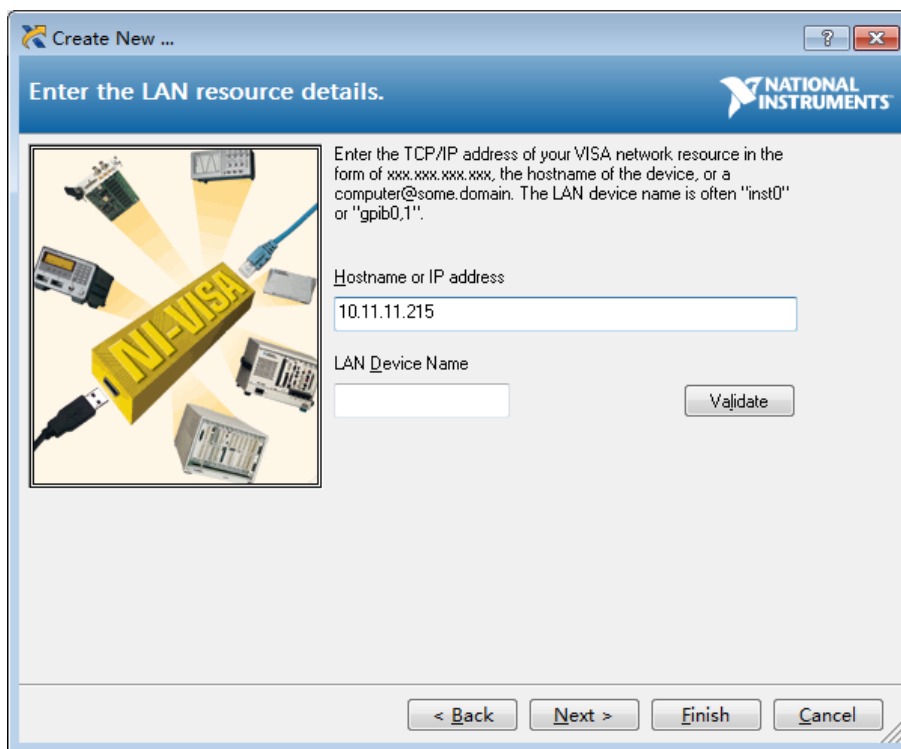 Create New ...
Enter the LAN resource details.
NATIONAL
INSTRUMENTS
Enter the TCP/IP address of your VISA network resource in the
form of xxx.xxx.xxx.xxx, the hostname of the device, or a
computer@some.domain. The LAN device name is often "inst0"
or "gpib0,1".
NI-VISA
Hostname or IP address
10.11.11.215
LAN Device Name
Validate
< Back
Next >
Finish
Cancel